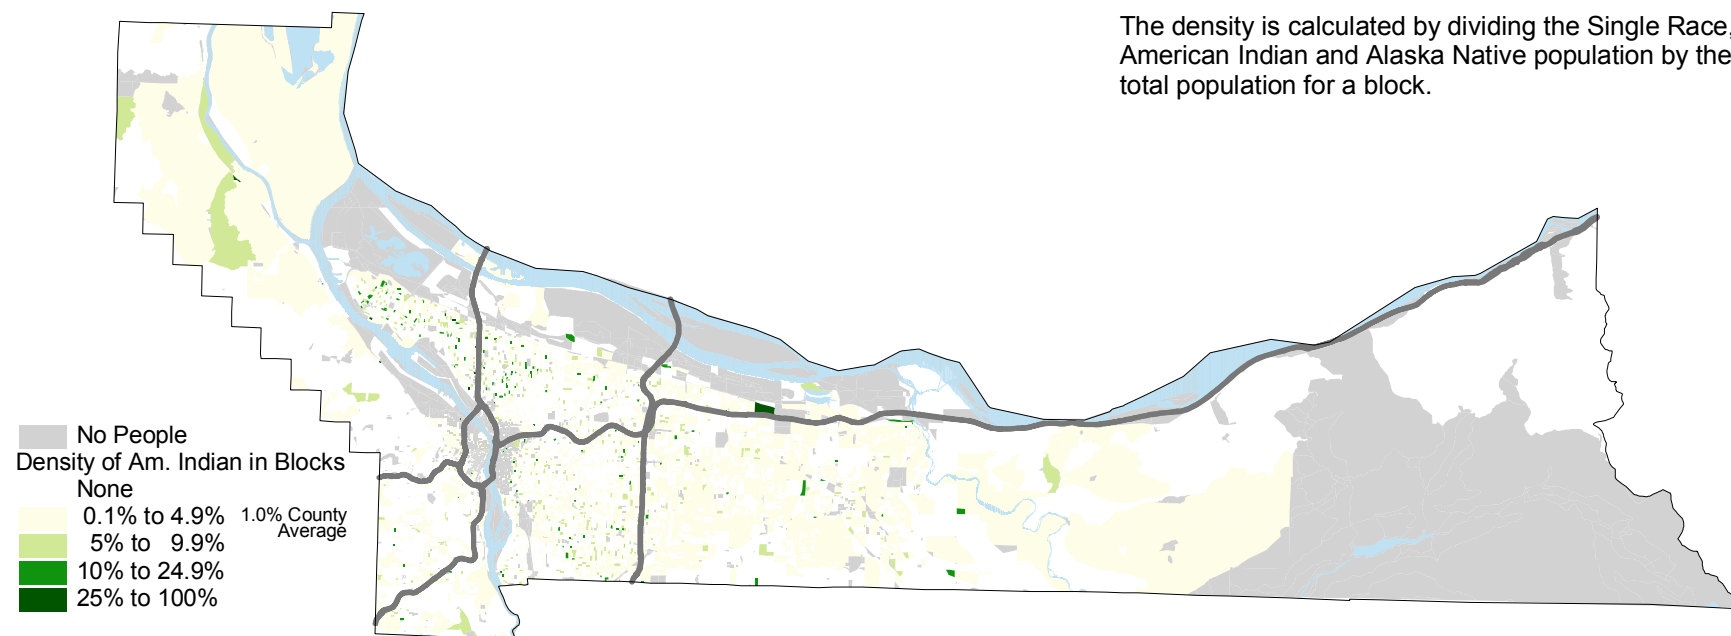 The density is calculated by dividing the Single Race,
American Indian and Alaska Native population by the
total population for a block.
No People
Density of Am. Indian in Blocks
None
0.1% to 4.9%
1.0% County
Average
5% to 9.9%
10% to 24.9%
25% to 100%